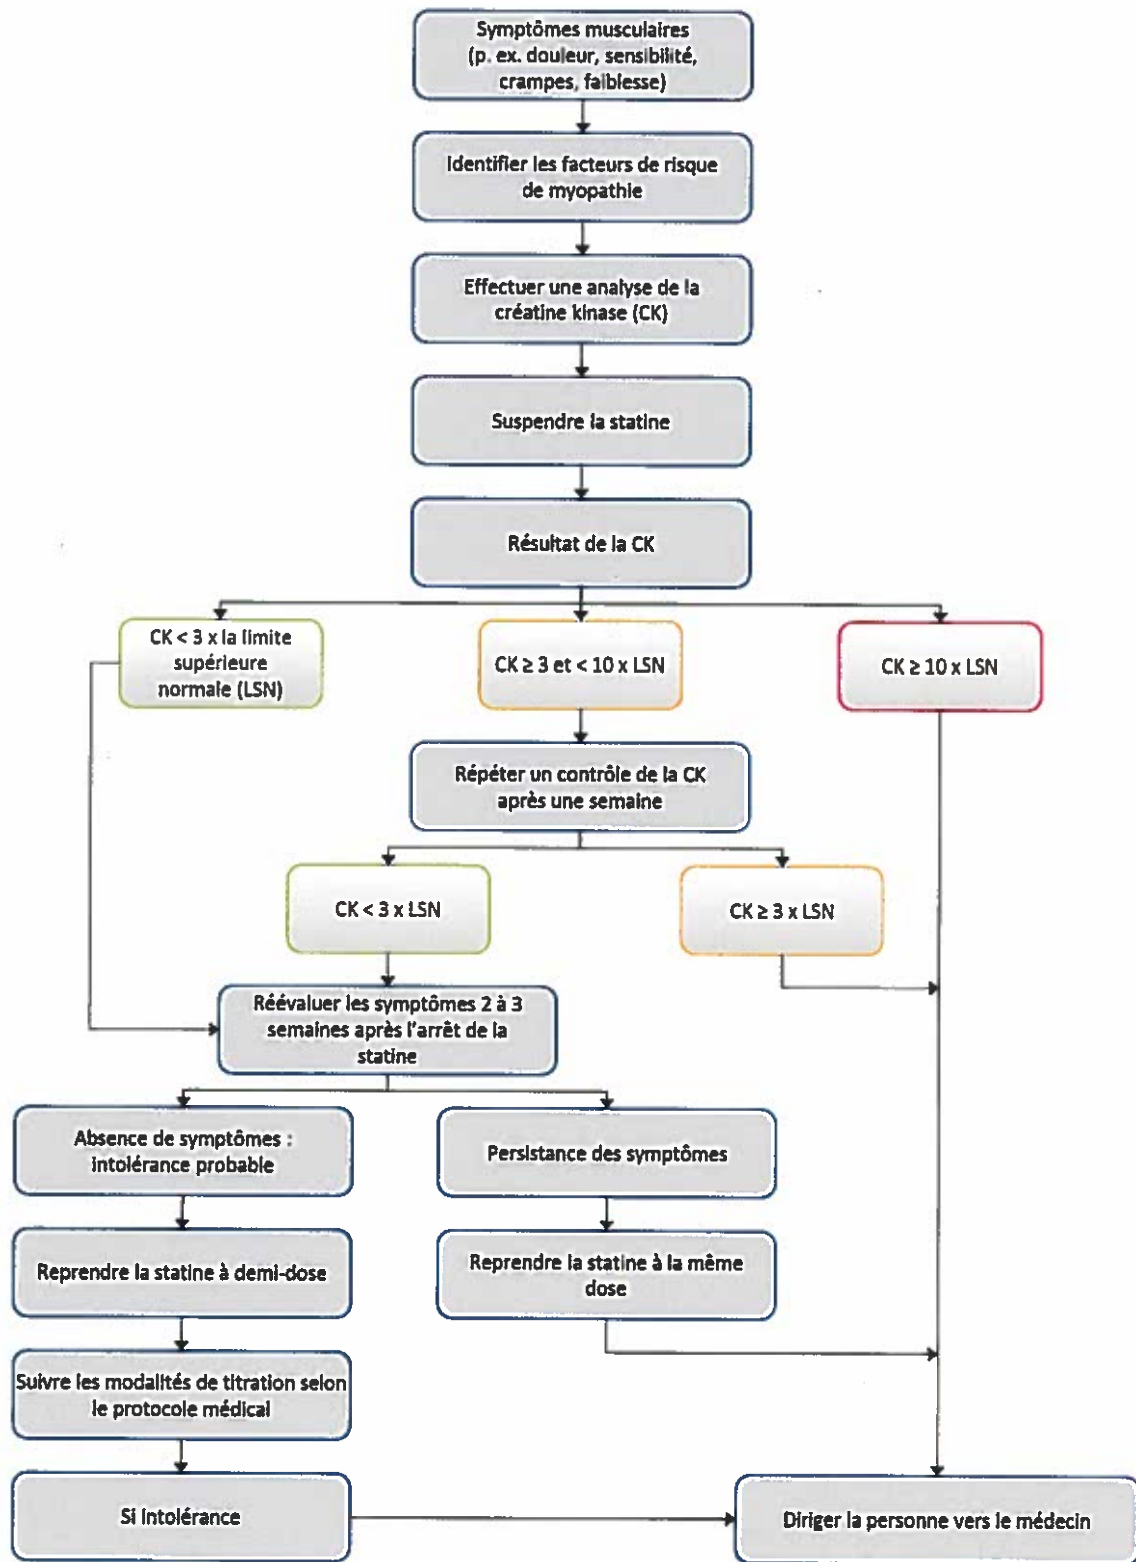 Symptômes musculaires
(p. ex. douleur, sensibilité,
crampes, faiblesse)
Identifier les facteurs de risque
de myopathie
Effectuer une analyse de la
créatine kinase (CK)
Suspendre la statine
Résultat de la CK
CK < 3 x la limite
supérieure
normale (LSN)
CK ≥ 3 et < 10 x LSN
CK ≥ 10 x LSN
Répéter un contrôle de la CK
après une semaine
CK < 3 x LSN
CK ≥ 3 x LSN
Réévaluer les symptômes 2 à 3
semaines après l'arrêt de la
statine
Absence de symptômes :
intolérance probable
Persistance des symptômes
Reprendre la statine à demi-dose
Reprendre la statine à la même
dose
Suivre les modalités de titration selon
le protocole médical
Si intolérance
Diriger la personne vers le médecin